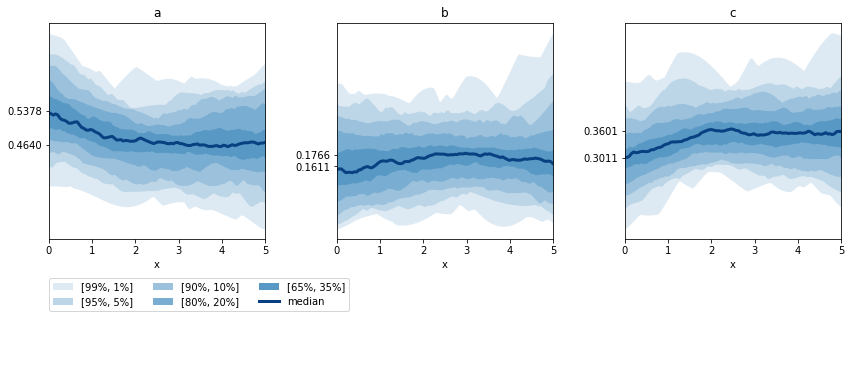 a
b
c
0.5378
0.4640
0.1766
0.1611
0.3601
0.3011
0 1 2 3 4 5
0 1 2 3 4 5
0 1 2 3 4 5
x
x
x
[99%, 1%] [90%, 10%] [65%, 35%]
[95%, 5%] [80%, 20%] median